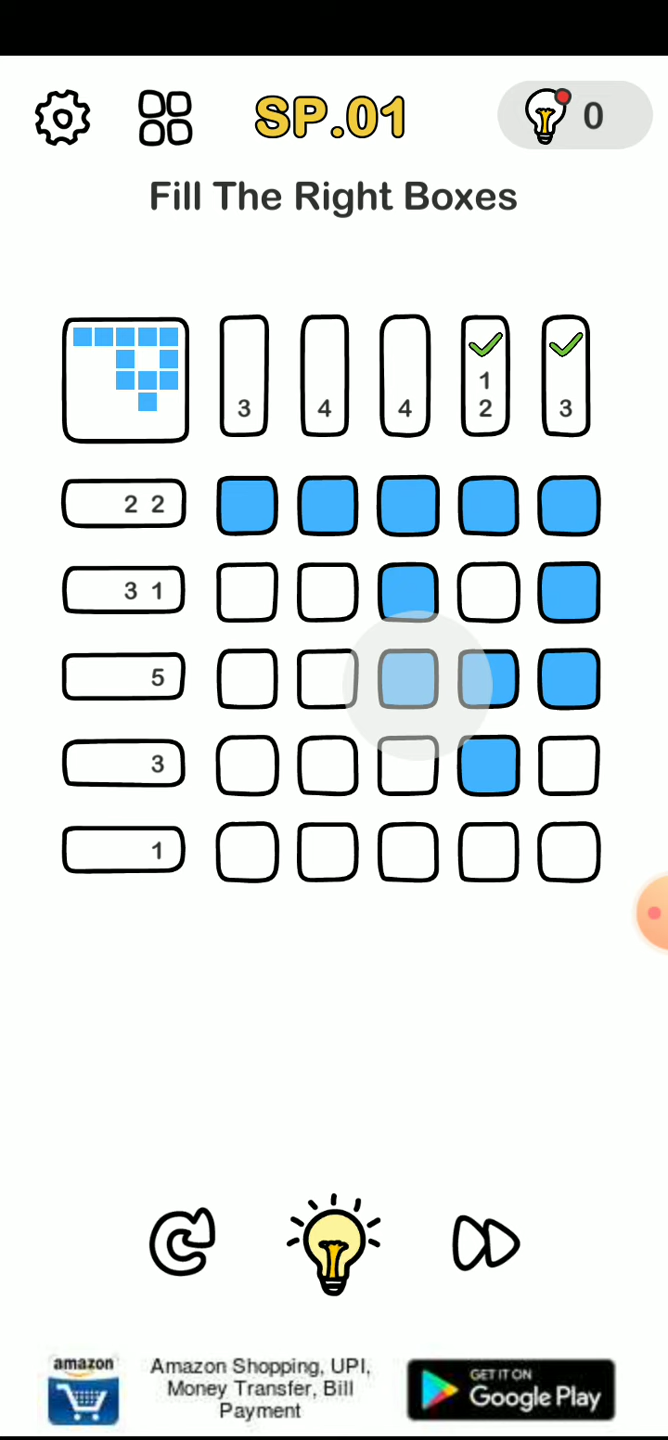 SP.01
0
Fill The Right Boxes
3 4 4 1 2 3
2 2
3 1
5
3
1
amazon
Amazon Shopping, UPI,
Money Transfer, Bill
Payment
GET IT ON
Google Play